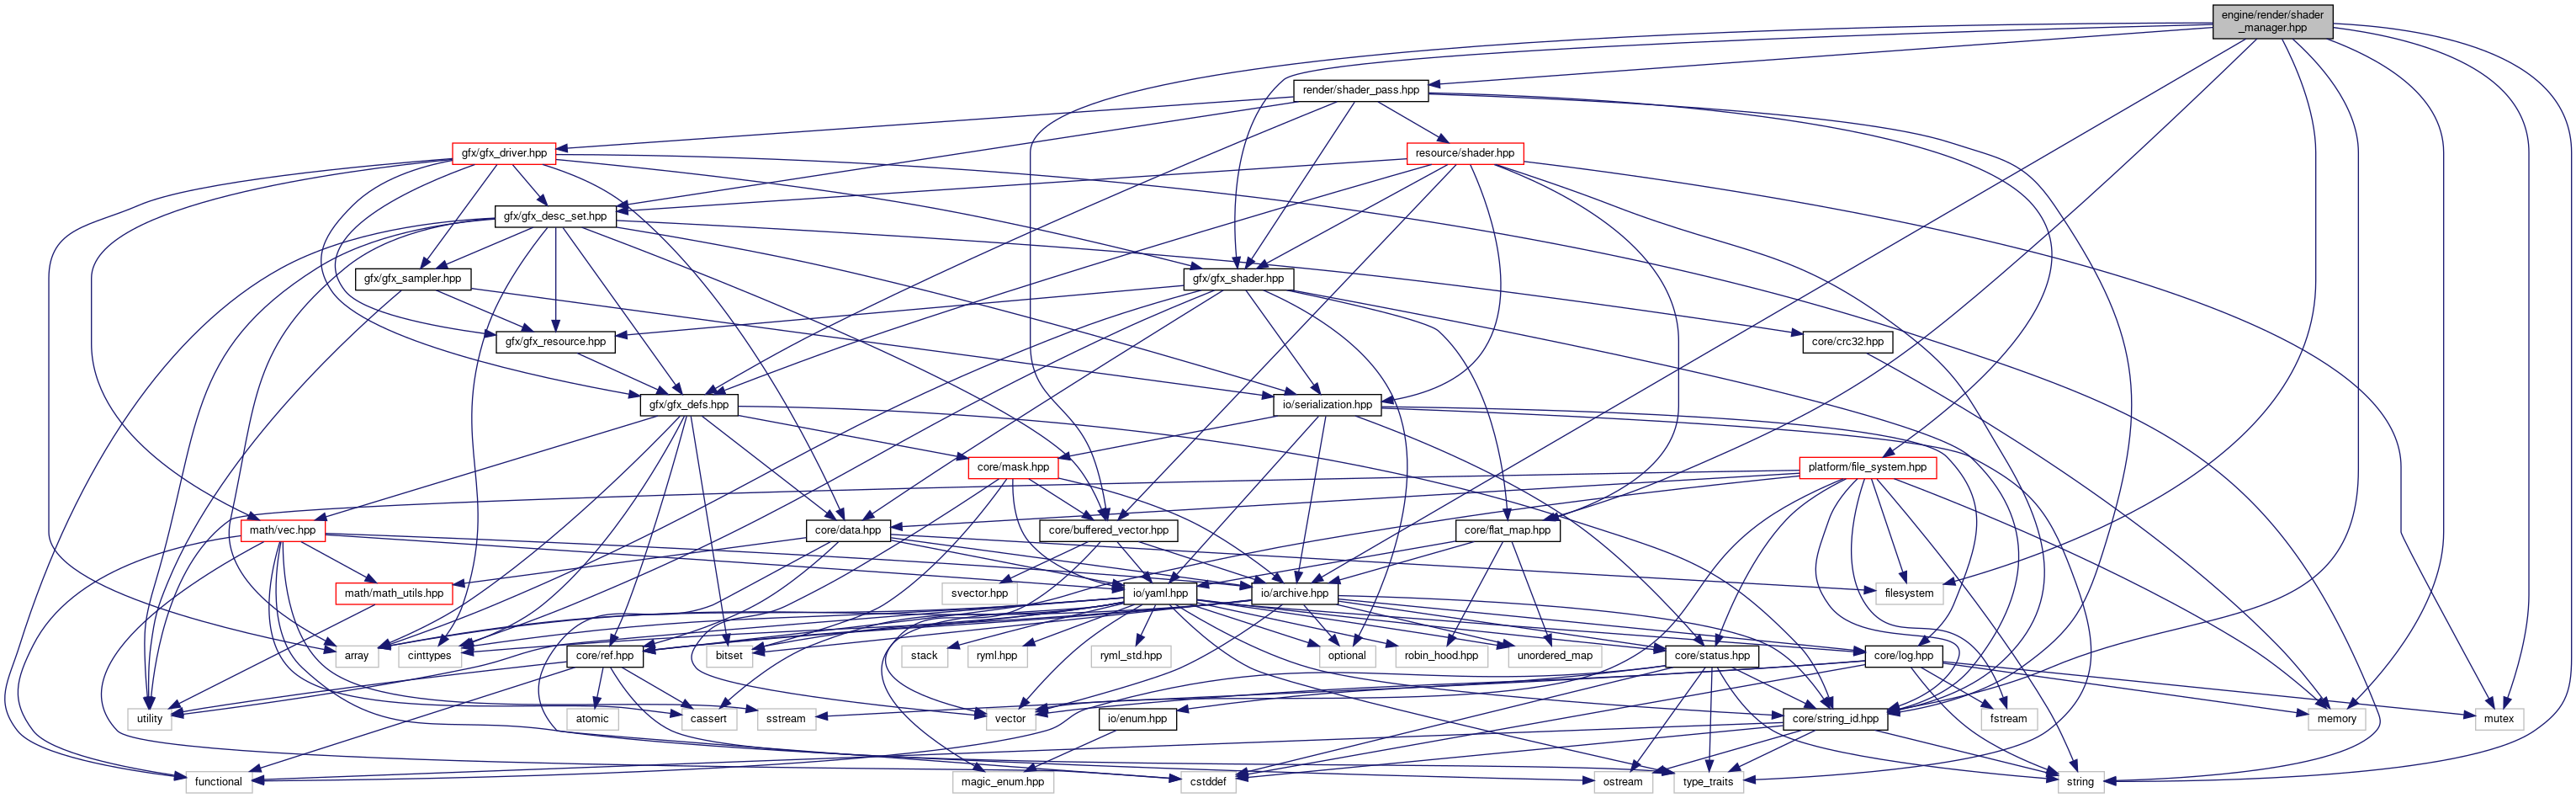 engine/render/shader
_manager.hpp
render/shader_pass.hpp
gfx/gfx_driver.hpp
resource/shader.hpp
gfx/gfx_desc_set.hpp
gfx/gfx_sampler.hpp
gfx/gfx_shader.hpp
gfx/gfx_resource.hpp
core/crc32.hpp
gfx/gfx_defs.hpp
io/serialization.hpp
core/mask.hpp
platform/file_system.hpp
math/vec.hpp
core/data.hpp
core/buffered_vector.hpp
core/flat_map.hpp
math/math_utils.hpp
svector.hpp
io/yaml.hpp
io/archive.hpp
filesystem
array
cinttypes
core/ref.hpp
bitset
stack
ryml.hpp
ryml_std.hpp
core/status.hpp
optional
robin_hood.hpp
unordered_map
core/log.hpp
utility
atomic
cassert
sstream
vector
io/enum.hpp
core/string_id.hpp
fstream
memory
mutex
functional
magic_enum.hpp
cstddef
ostream
type_traits
string